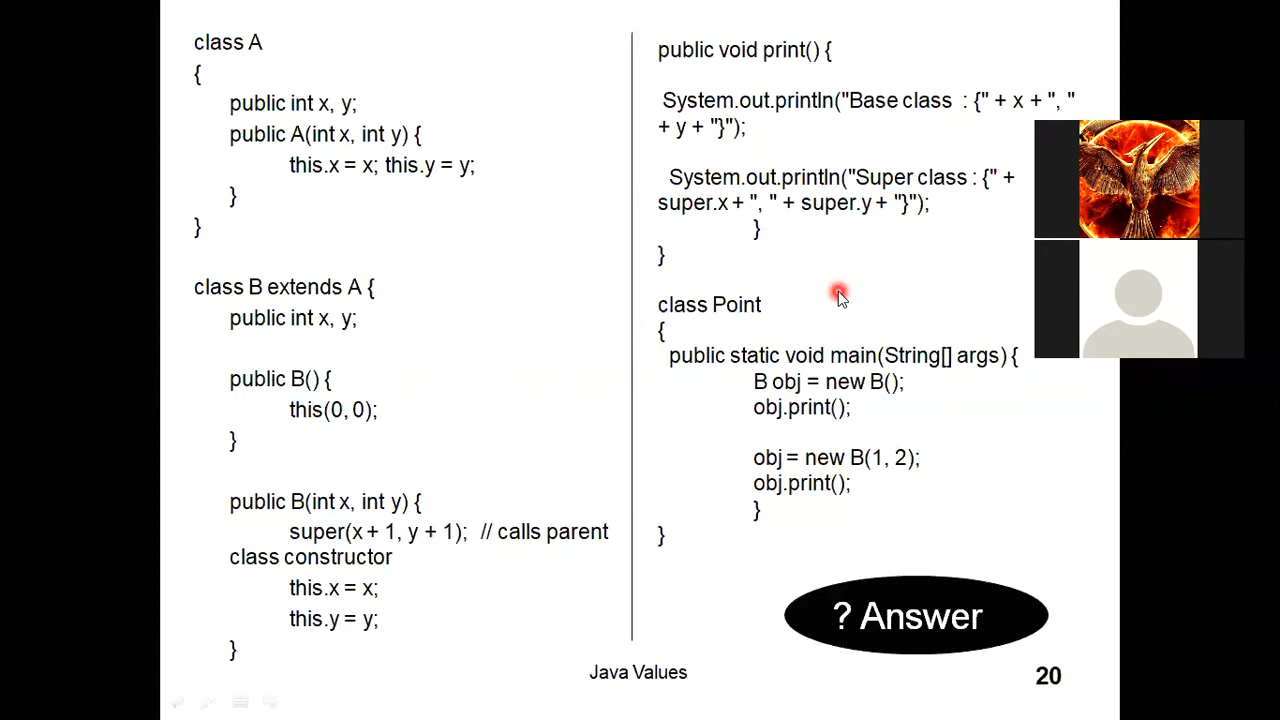 class A
{
public int x, y;
public A(int x, int y) {
this.x = x; this.y = y;
}
}
class B extends A {
public int x, y;
public B() {
this(0, 0);
}
public B(int x, int y) {
super(x + 1, y + 1);  // calls parent
class constructor
this.x = x;
this.y = y;
}
public void print() {
System.out.println("Base class  : {" + x + ", "
+ y + "}");
System.out.println("Super class : {" +
super.x + ", " + super.y + "}");
}
}
class Point
{
public static void main(String[] args) {
B obj = new B();
obj.print();
obj = new B(1, 2);
obj.print();
}
}
? Answer
Java Values
20